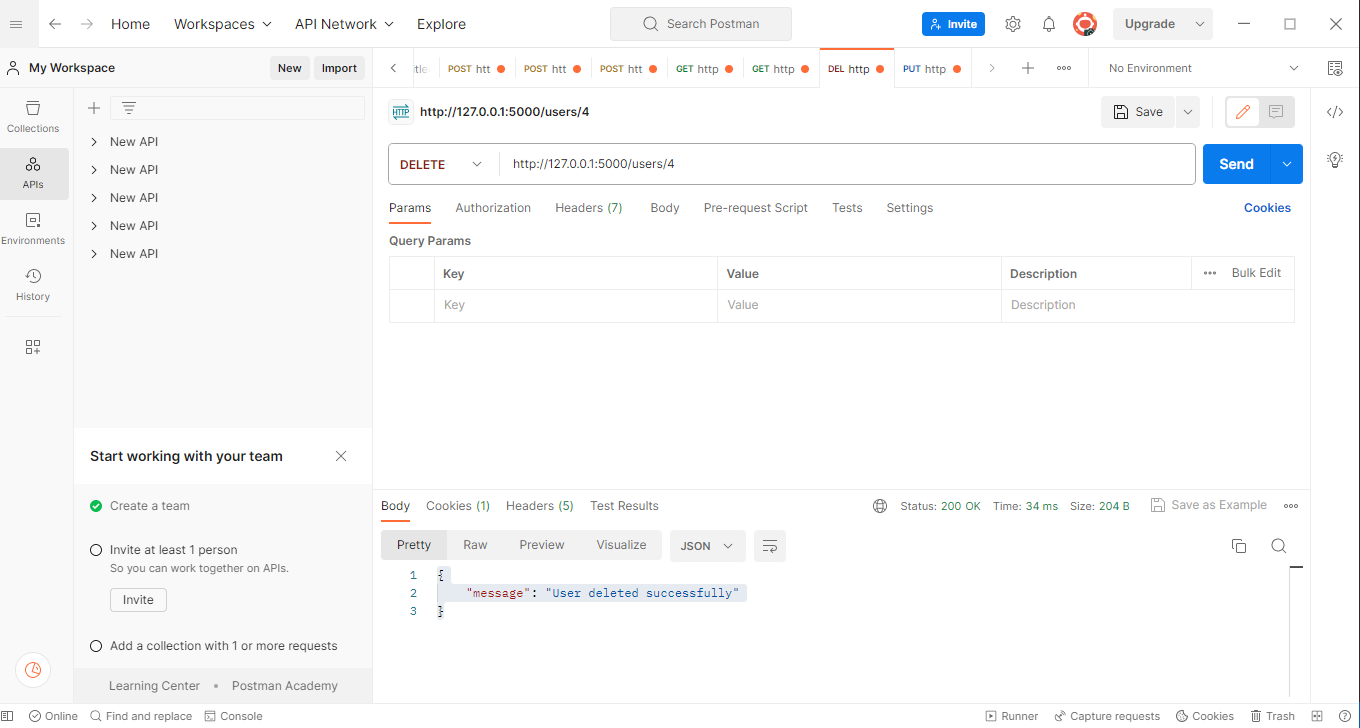 Home Workspaces API Network Explore Search Postman Invite Upgrade
My Workspace New Import
itle POST htt POST htt POST htt GET http GET http DEL http PUT http No Environment
Collections
APIs
Environments
History
New API
New API
New API
New API
New API
HTTP http://127.0.0.1:5000/users/4 Save
DELETE http://127.0.0.1:5000/users/4 Send
Params Authorization Headers (7) Body Pre-request Script Tests Settings Cookies
Query Params
Key Value Description Bulk Edit
Key Value Description
Start working with your team
Create a team
Invite at least 1 person
So you can work together on APIs.
Invite
Add a collection with 1 or more requests
Learning Center • Postman Academy
Body Cookies (1) Headers (5) Test Results Status: 200 OK Time: 34 ms Size: 204 B Save as Example
Pretty Raw Preview Visualize JSON
1 {
2 "message": "User deleted successfully"
3 }
Online Find and replace Console Runner Capture requests Cookies Trash